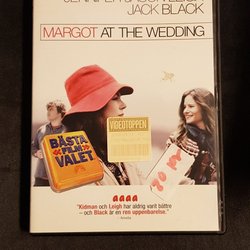 JACK BLACK
MARGOT AT THE WEDDING
VIDEOTOPPEN
BÄSTA
FILM
VALET
"Kidman och Leigh har aldrig varit bättre
– och Black är en ren uppenbarelse."